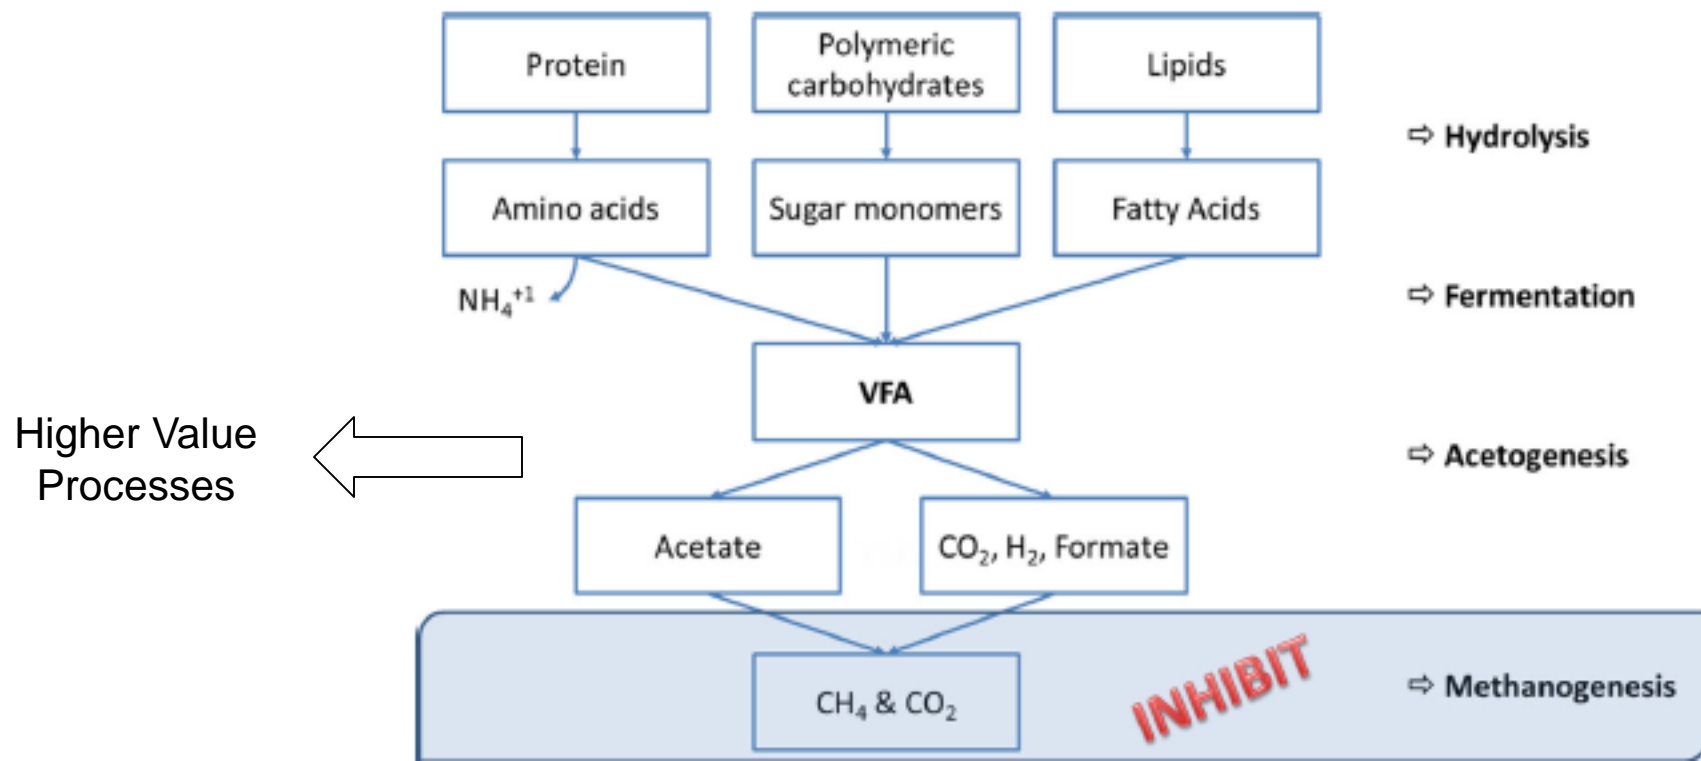 Protein
Polymeric
carbohydrates
Lipids
⇨ Hydrolysis
Amino acids
Sugar monomers
Fatty Acids
NH₄⁺¹
⇨ Fermentation
VFA
Higher Value
Processes
⇨ Acetogenesis
Acetate
CO₂, H₂, Formate
CH₄ & CO₂
INHIBIT
⇨ Methanogenesis